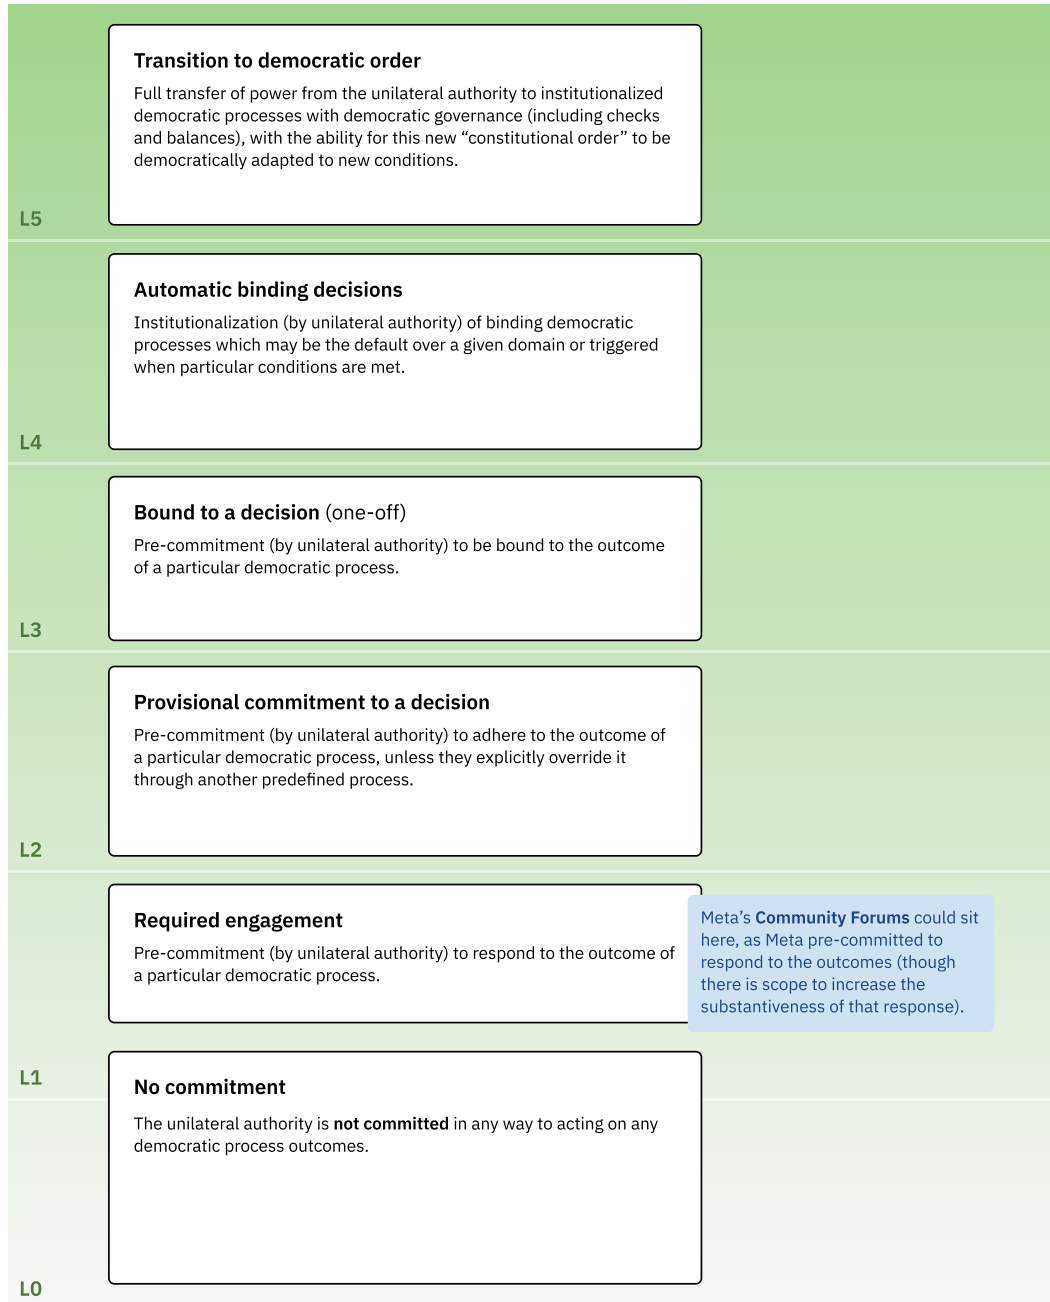 Transition to democratic order
Full transfer of power from the unilateral authority to institutionalized
democratic processes with democratic governance (including checks
and balances), with the ability for this new “constitutional order” to be
democratically adapted to new conditions.
L5
Automatic binding decisions
Institutionalization (by unilateral authority) of binding democratic
processes which may be the default over a given domain or triggered
when particular conditions are met.
L4
Bound to a decision (one-off)
Pre-commitment (by unilateral authority) to be bound to the outcome
of a particular democratic process.
L3
Provisional commitment to a decision
Pre-commitment (by unilateral authority) to adhere to the outcome of
a particular democratic process, unless they explicitly override it
through another predefined process.
L2
Required engagement
Pre-commitment (by unilateral authority) to respond to the outcome of
a particular democratic process.
Meta’s Community Forums could sit
here, as Meta pre-committed to
respond to the outcomes (though
there is scope to increase the
substantiveness of that response).
L1
No commitment
The unilateral authority is not committed in any way to acting on any
democratic process outcomes.
L0